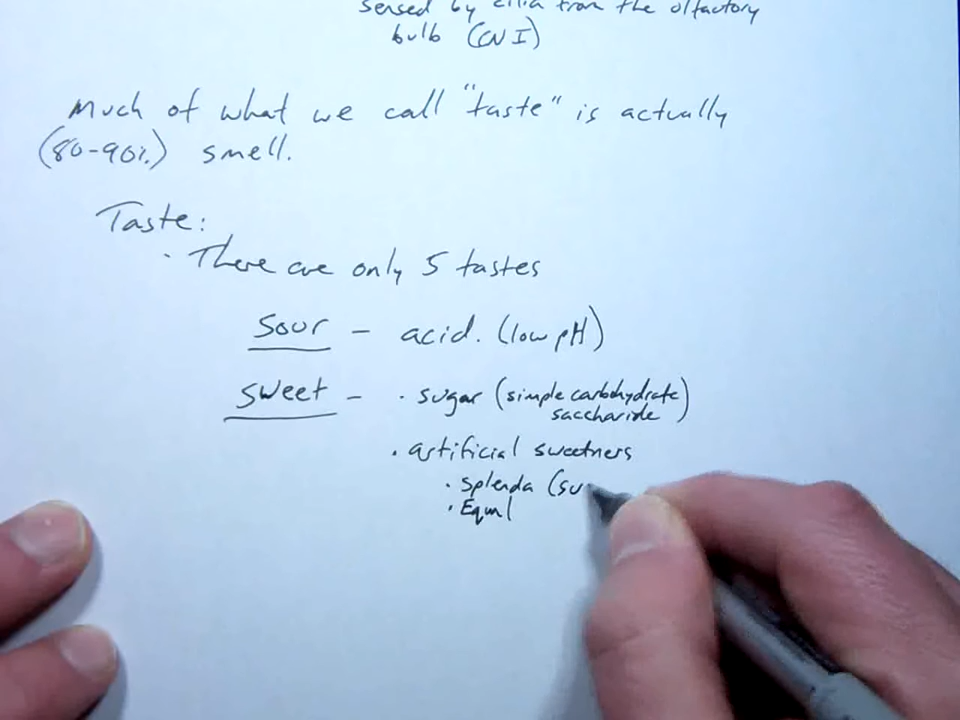 sensed by cilia from the olfactory
bulb (CN I)
Much of what we call "taste" is actually
(80-90%) smell.
Taste:
· There are only 5 tastes
sour - acid. (low pH)
sweet - · sugar (simple carbohydrate
saccharide)
· artificial sweetners
· splenda (su
· Equal